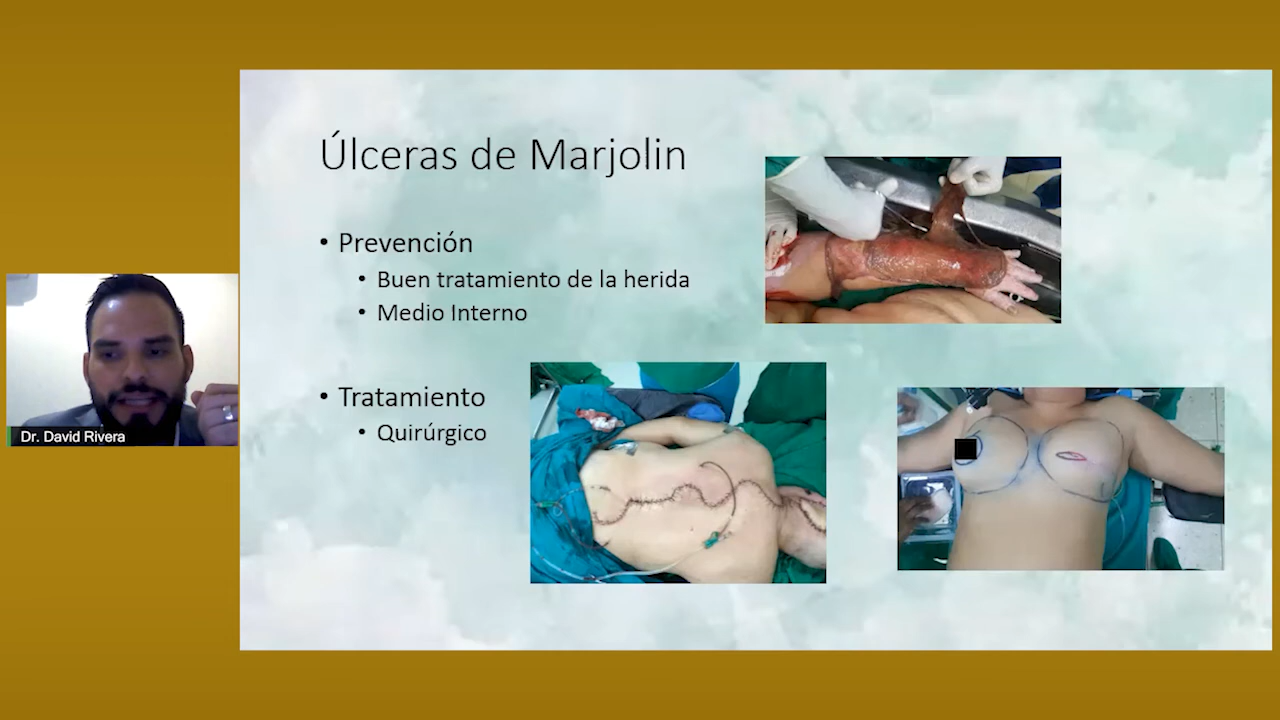 Úlceras de Marjolin
• Prevención
• Buen tratamiento de la herida
• Medio Interno
• Tratamiento
• Quirúrgico
Dr. David Rivera